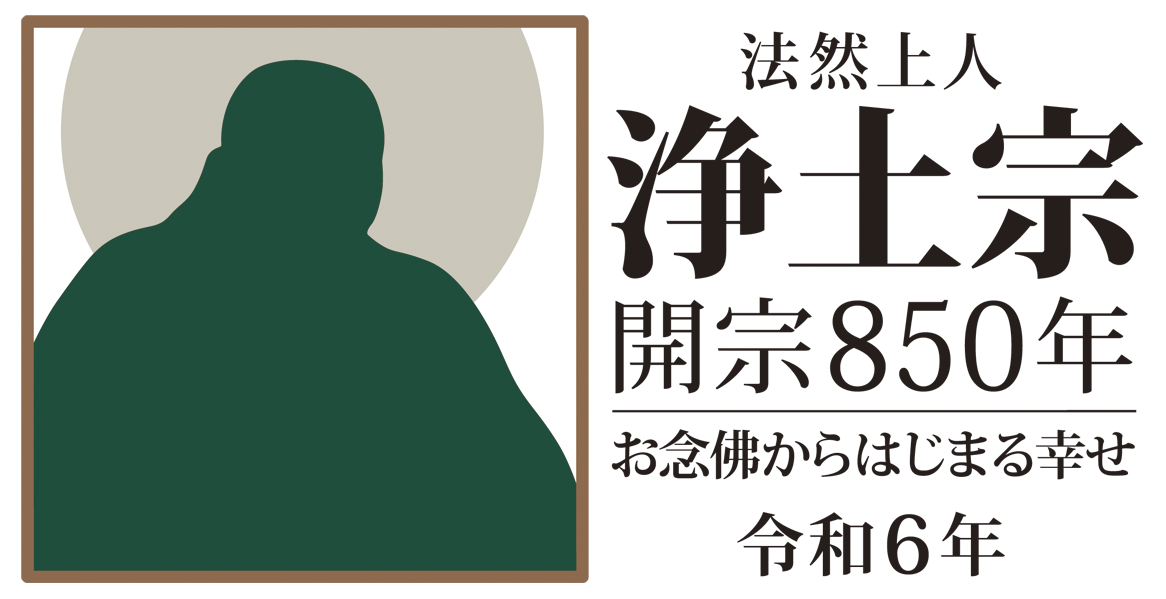 法然上人
浄土宗
開宗850年
お念佛からはじまる幸せ
令和6年